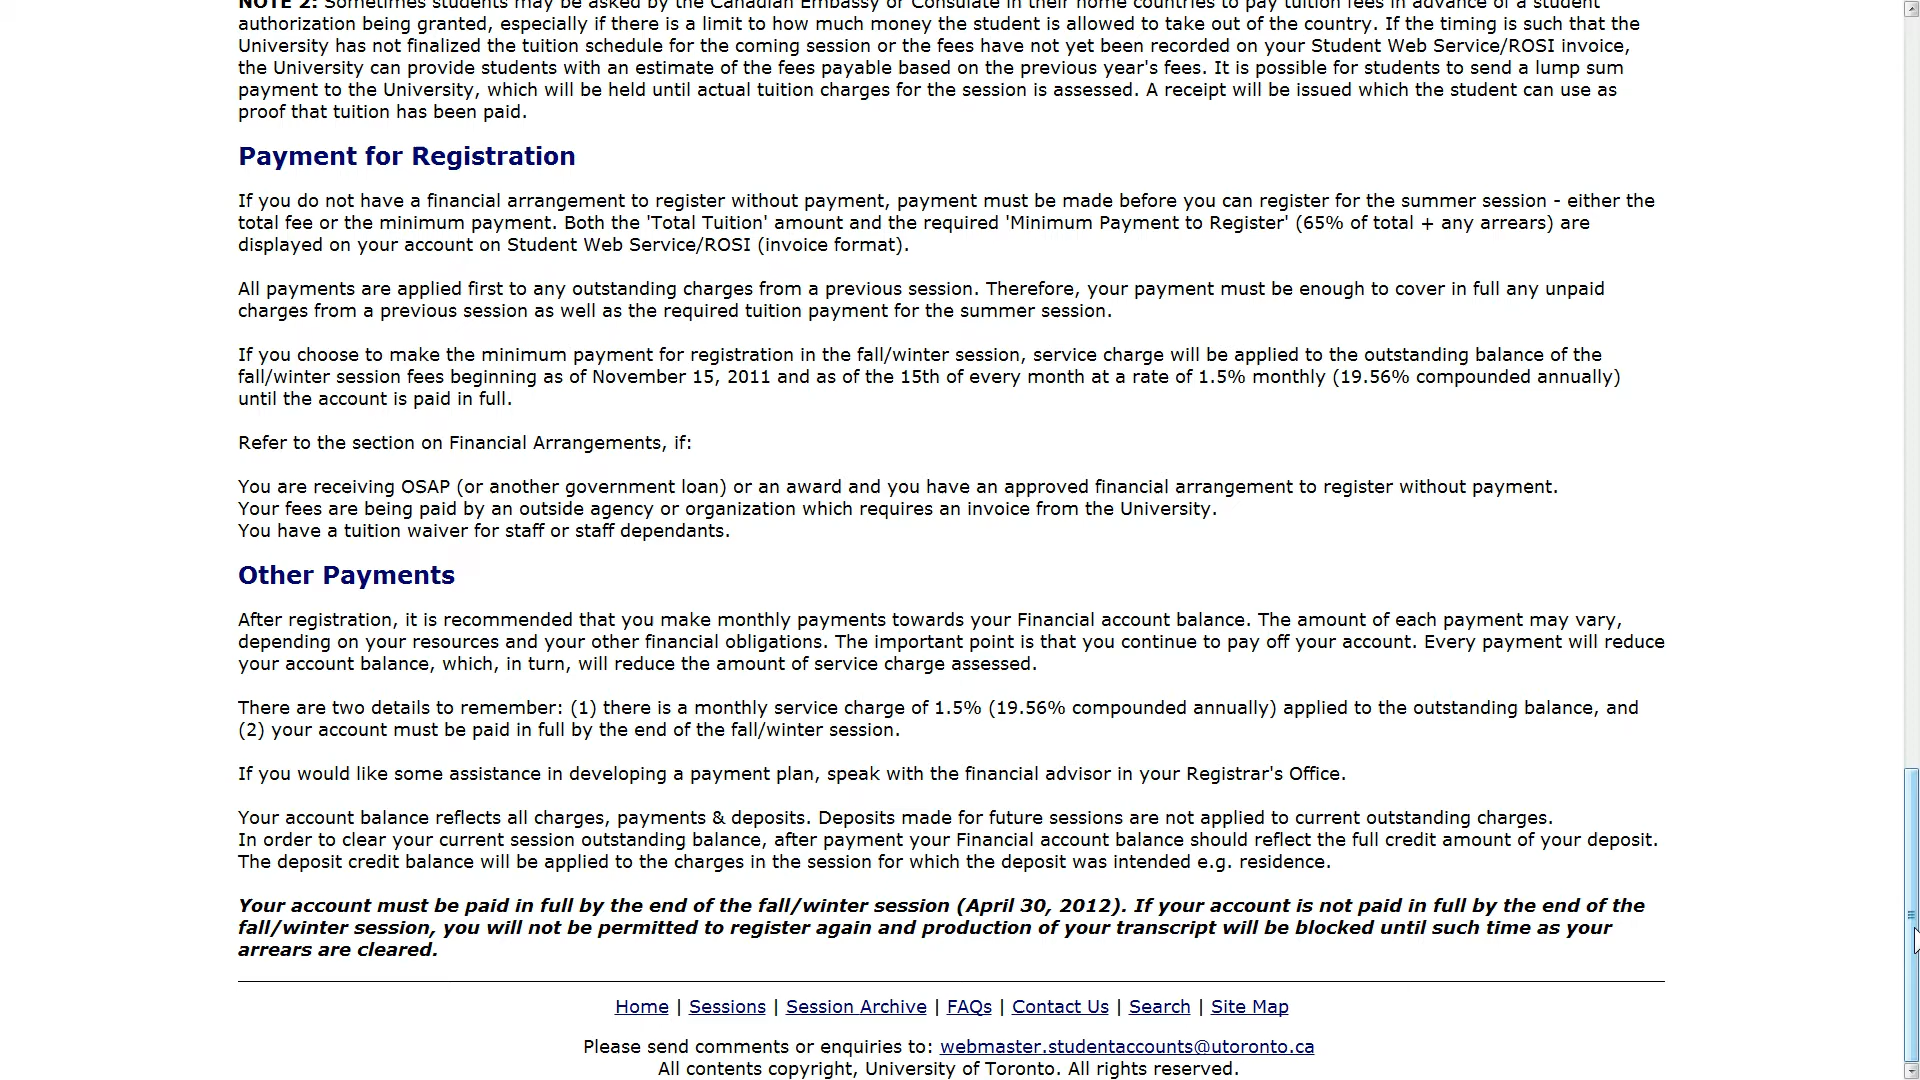 NOTE 2: Sometimes students may be asked by the Canadian Embassy or Consulate in their home countries to pay tuition fees in advance of a student
authorization being granted, especially if there is a limit to how much money the student is allowed to take out of the country. If the timing is such that the
University has not finalized the tuition schedule for the coming session or the fees have not yet been recorded on your Student Web Service/ROSI invoice,
the University can provide students with an estimate of the fees payable based on the previous year's fees. It is possible for students to send a lump sum
payment to the University, which will be held until actual tuition charges for the session is assessed. A receipt will be issued which the student can use as
proof that tuition has been paid.
Payment for Registration
If you do not have a financial arrangement to register without payment, payment must be made before you can register for the summer session - either the
total fee or the minimum payment. Both the 'Total Tuition' amount and the required 'Minimum Payment to Register' (65% of total + any arrears) are
displayed on your account on Student Web Service/ROSI (invoice format).
All payments are applied first to any outstanding charges from a previous session. Therefore, your payment must be enough to cover in full any unpaid
charges from a previous session as well as the required tuition payment for the summer session.
If you choose to make the minimum payment for registration in the fall/winter session, service charge will be applied to the outstanding balance of the
fall/winter session fees beginning as of November 15, 2011 and as of the 15th of every month at a rate of 1.5% monthly (19.56% compounded annually)
until the account is paid in full.
Refer to the section on Financial Arrangements, if:
You are receiving OSAP (or another government loan) or an award and you have an approved financial arrangement to register without payment.
Your fees are being paid by an outside agency or organization which requires an invoice from the University.
You have a tuition waiver for staff or staff dependants.
Other Payments
After registration, it is recommended that you make monthly payments towards your Financial account balance. The amount of each payment may vary,
depending on your resources and your other financial obligations. The important point is that you continue to pay off your account. Every payment will reduce
your account balance, which, in turn, will reduce the amount of service charge assessed.
There are two details to remember: (1) there is a monthly service charge of 1.5% (19.56% compounded annually) applied to the outstanding balance, and
(2) your account must be paid in full by the end of the fall/winter session.
If you would like some assistance in developing a payment plan, speak with the financial advisor in your Registrar's Office.
Your account balance reflects all charges, payments & deposits. Deposits made for future sessions are not applied to current outstanding charges.
In order to clear your current session outstanding balance, after payment your Financial account balance should reflect the full credit amount of your deposit.
The deposit credit balance will be applied to the charges in the session for which the deposit was intended e.g. residence.
Your account must be paid in full by the end of the fall/winter session (April 30, 2012). If your account is not paid in full by the end of the
fall/winter session, you will not be permitted to register again and production of your transcript will be blocked until such time as your
arrears are cleared.
Home | Sessions | Session Archive | FAQs | Contact Us | Search | Site Map
Please send comments or enquiries to: webmaster.studentaccounts@utoronto.ca
All contents copyright, University of Toronto. All rights reserved.